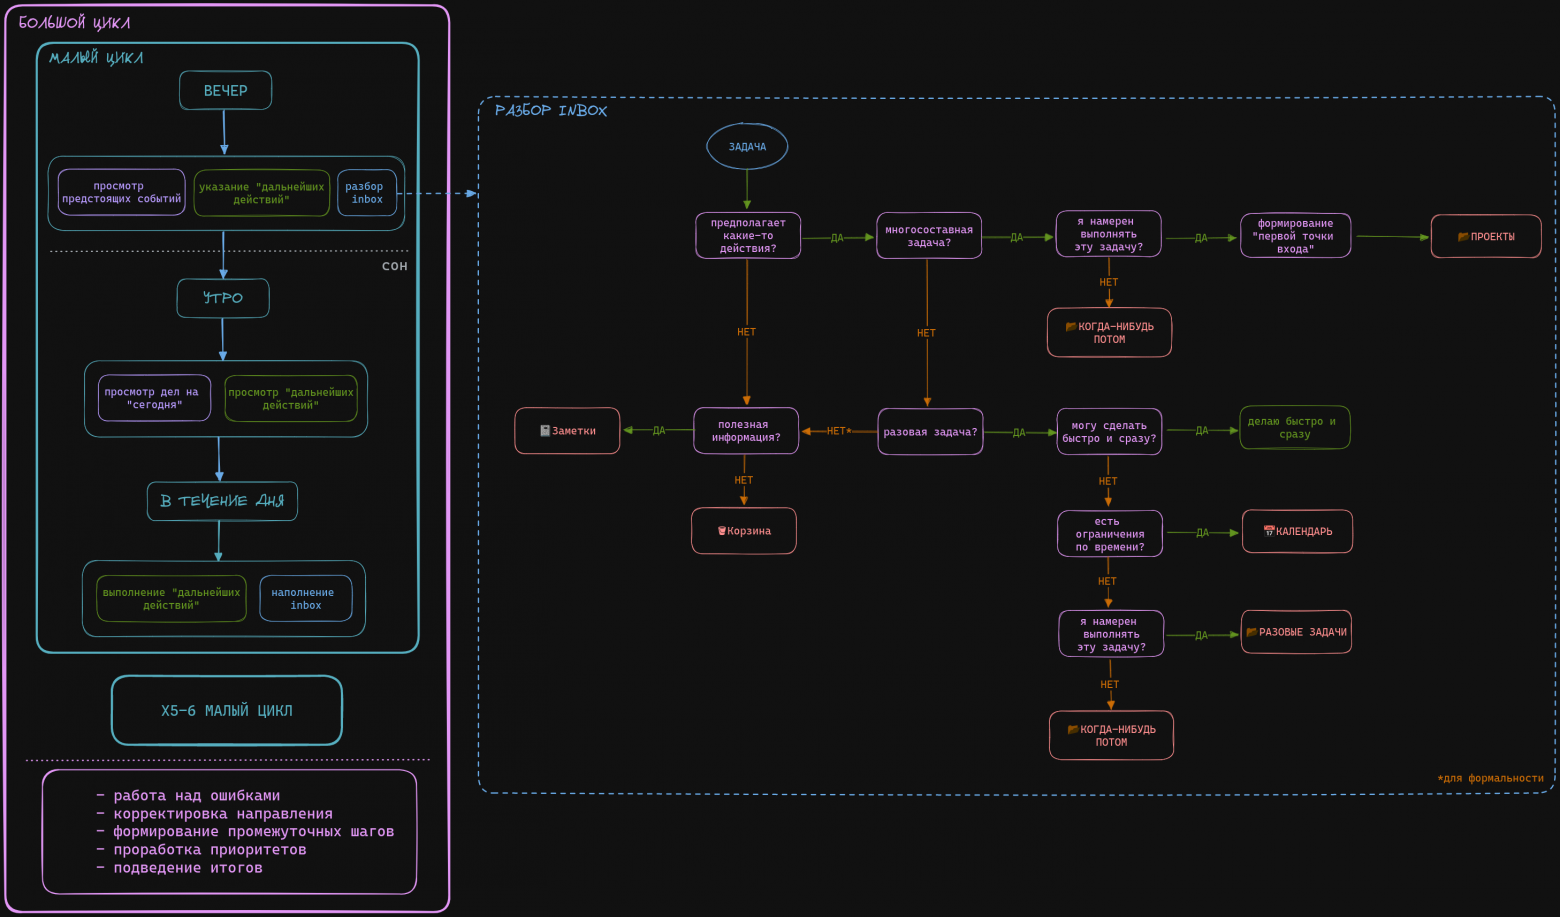 БОЛЬШОЙ ЦИКЛ
МАЛЫЙ ЦИКЛ
ВЕЧЕР
просмотр
предстоящих событий
указание "дальнейших
действий"
разбор
inbox
СОН
УТРО
просмотр дел на
"сегодня"
просмотр "дальнейших
действий"
В ТЕЧЕНИЕ ДНЯ
выполнение "дальнейших
действий"
наполнение
inbox
X5-6 МАЛЫЙ ЦИКЛ
- работа над ошибками
- корректировка направления
- формирование промежуточных шагов
- проработка приоритетов
- подведение итогов
РАЗБОР INBOX
ЗАДАЧА
предполагает
какие-то
действия?
ДА
многосоставная
задача?
ДА
я намерен
выполнять
эту задачу?
ДА
формирование
"первой точки
входа"
ПРОЕКТЫ
НЕТ
КОГДА-НИБУДЬ
ПОТОМ
НЕТ
НЕТ
Заметки
ДА
полезная
информация?
НЕТ*
разовая задача?
ДА
могу сделать
быстро и сразу?
ДА
делаю быстро и
сразу
НЕТ
Корзина
НЕТ
есть
ограничения
по времени?
ДА
КАЛЕНДАРЬ
НЕТ
я намерен
выполнять
эту задачу?
ДА
РАЗОВЫЕ ЗАДАЧИ
НЕТ
КОГДА-НИБУДЬ
ПОТОМ
*для формальности